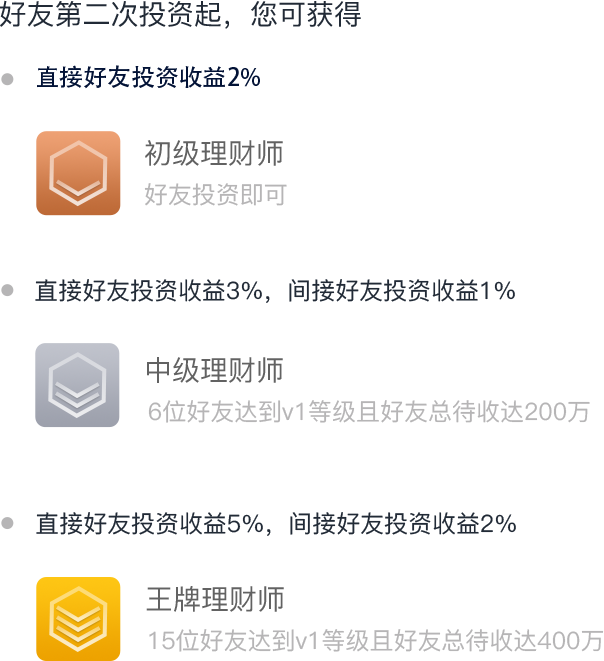 好友第二次投资起，您可获得
直接好友投资收益2%
初级理财师
好友投资即可
直接好友投资收益3%，间接好友投资收益1%
中级理财师
6位好友达到v1等级且好友总待收达200万
直接好友投资收益5%，间接好友投资收益2%
王牌理财师
15位好友达到v1等级且好友总待收达400万